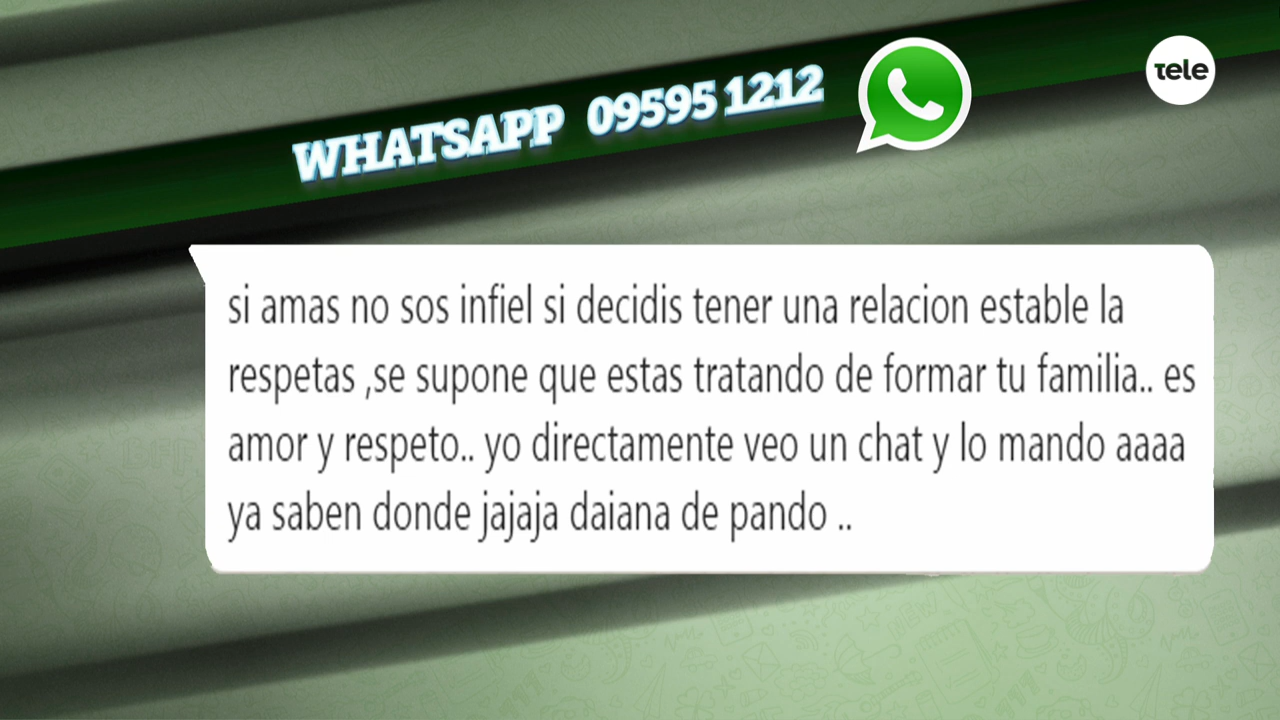 WHATSAPP 09595 1212
tele
si amas no sos infiel si decidis tener una relacion estable la
respetas ,se supone que estas tratando de formar tu familia.. es
amor y respeto.. yo directamente veo un chat y lo mando aaaa
ya saben donde jajaja daiana de pando ..